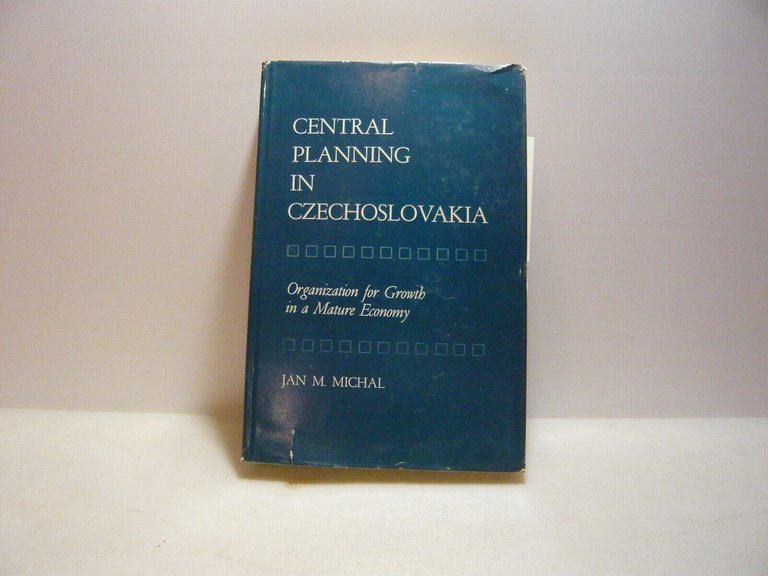 CENTRAL
PLANNING
IN
CZECHOSLOVAKIA
Organization for Growth
in a Mature Economy
JAN M. MICHAL